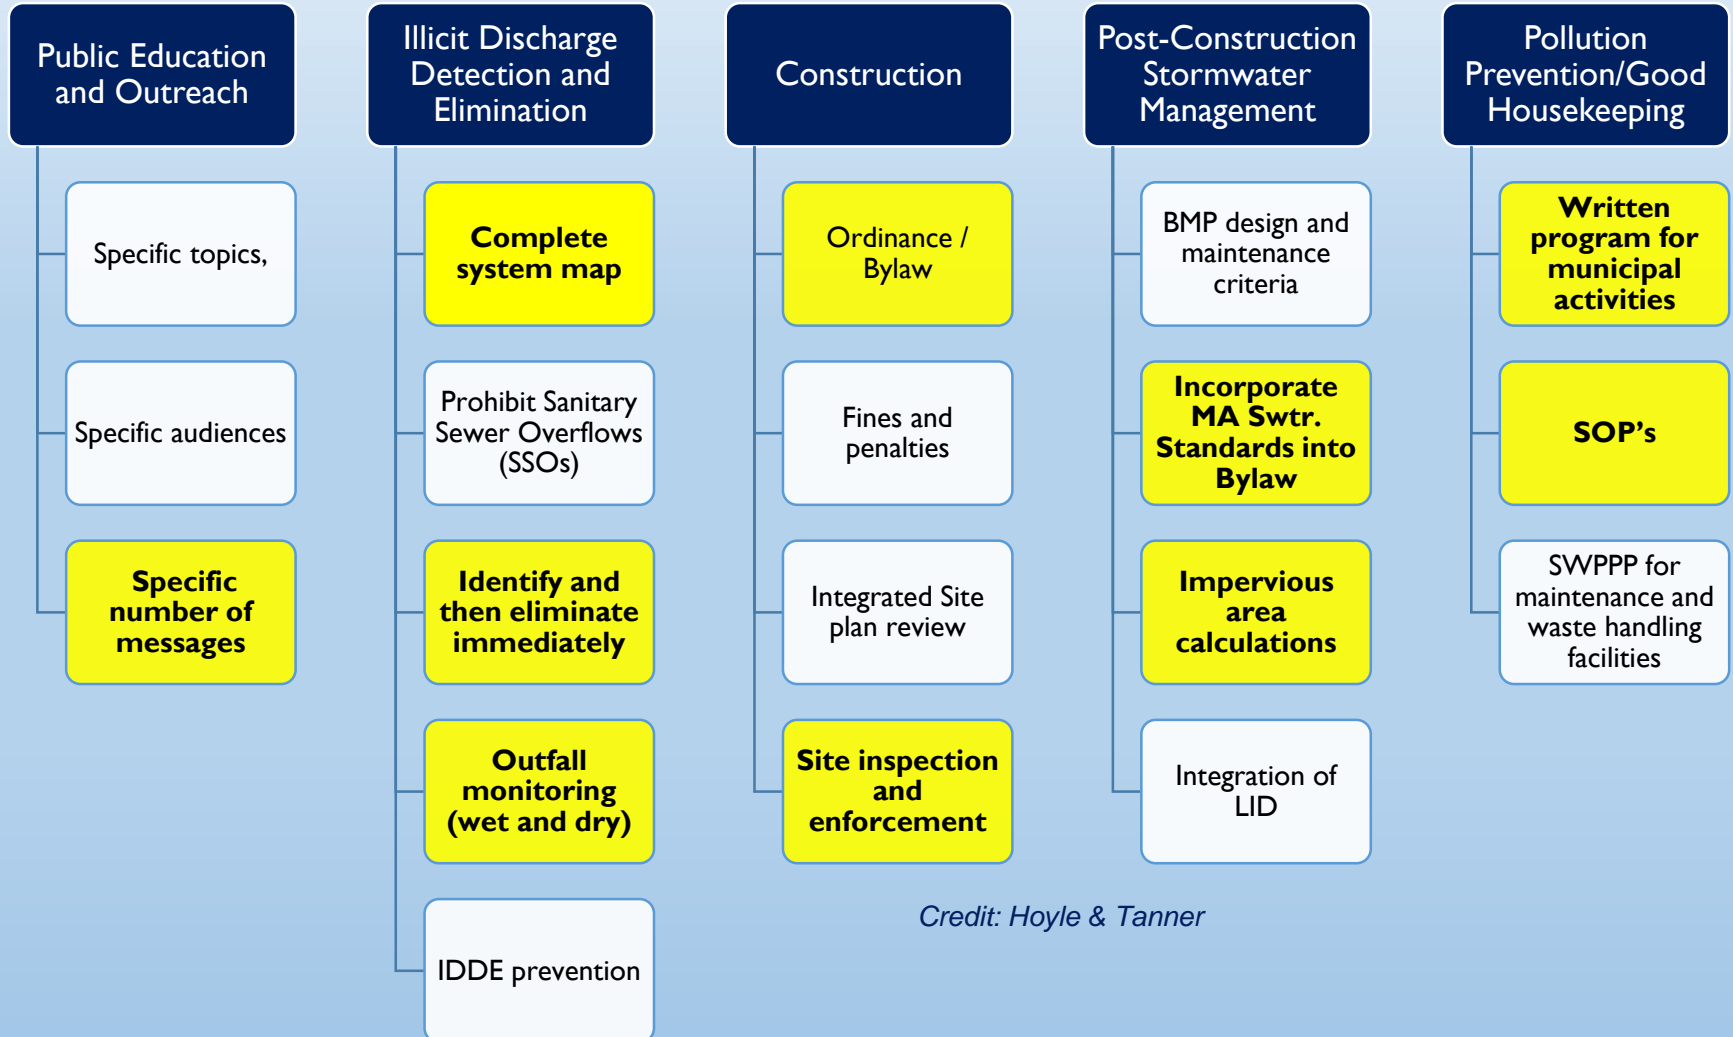 Public Education
and Outreach
Specific topics,
Specific audiences
Specific
number of
messages
Illicit Discharge
Detection and
Elimination
Complete
system map
Prohibit Sanitary
Sewer Overflows
(SSOs)
Identify and
then eliminate
immediately
Outfall
monitoring
(wet and dry)
IDDE prevention
Construction
Ordinance /
Bylaw
Fines and
penalties
Integrated Site
plan review
Site inspection
and
enforcement
Post-Construction
Stormwater
Management
BMP design and
maintenance
criteria
Incorporate
MA Swtr.
Standards into
Bylaw
Impervious
area
calculations
Integration of
LID
Pollution
Prevention/Good
Housekeeping
Written
program for
municipal
activities
SOP’s
SWPPP for
maintenance and
waste handling
facilities
Credit: Hoyle & Tanner